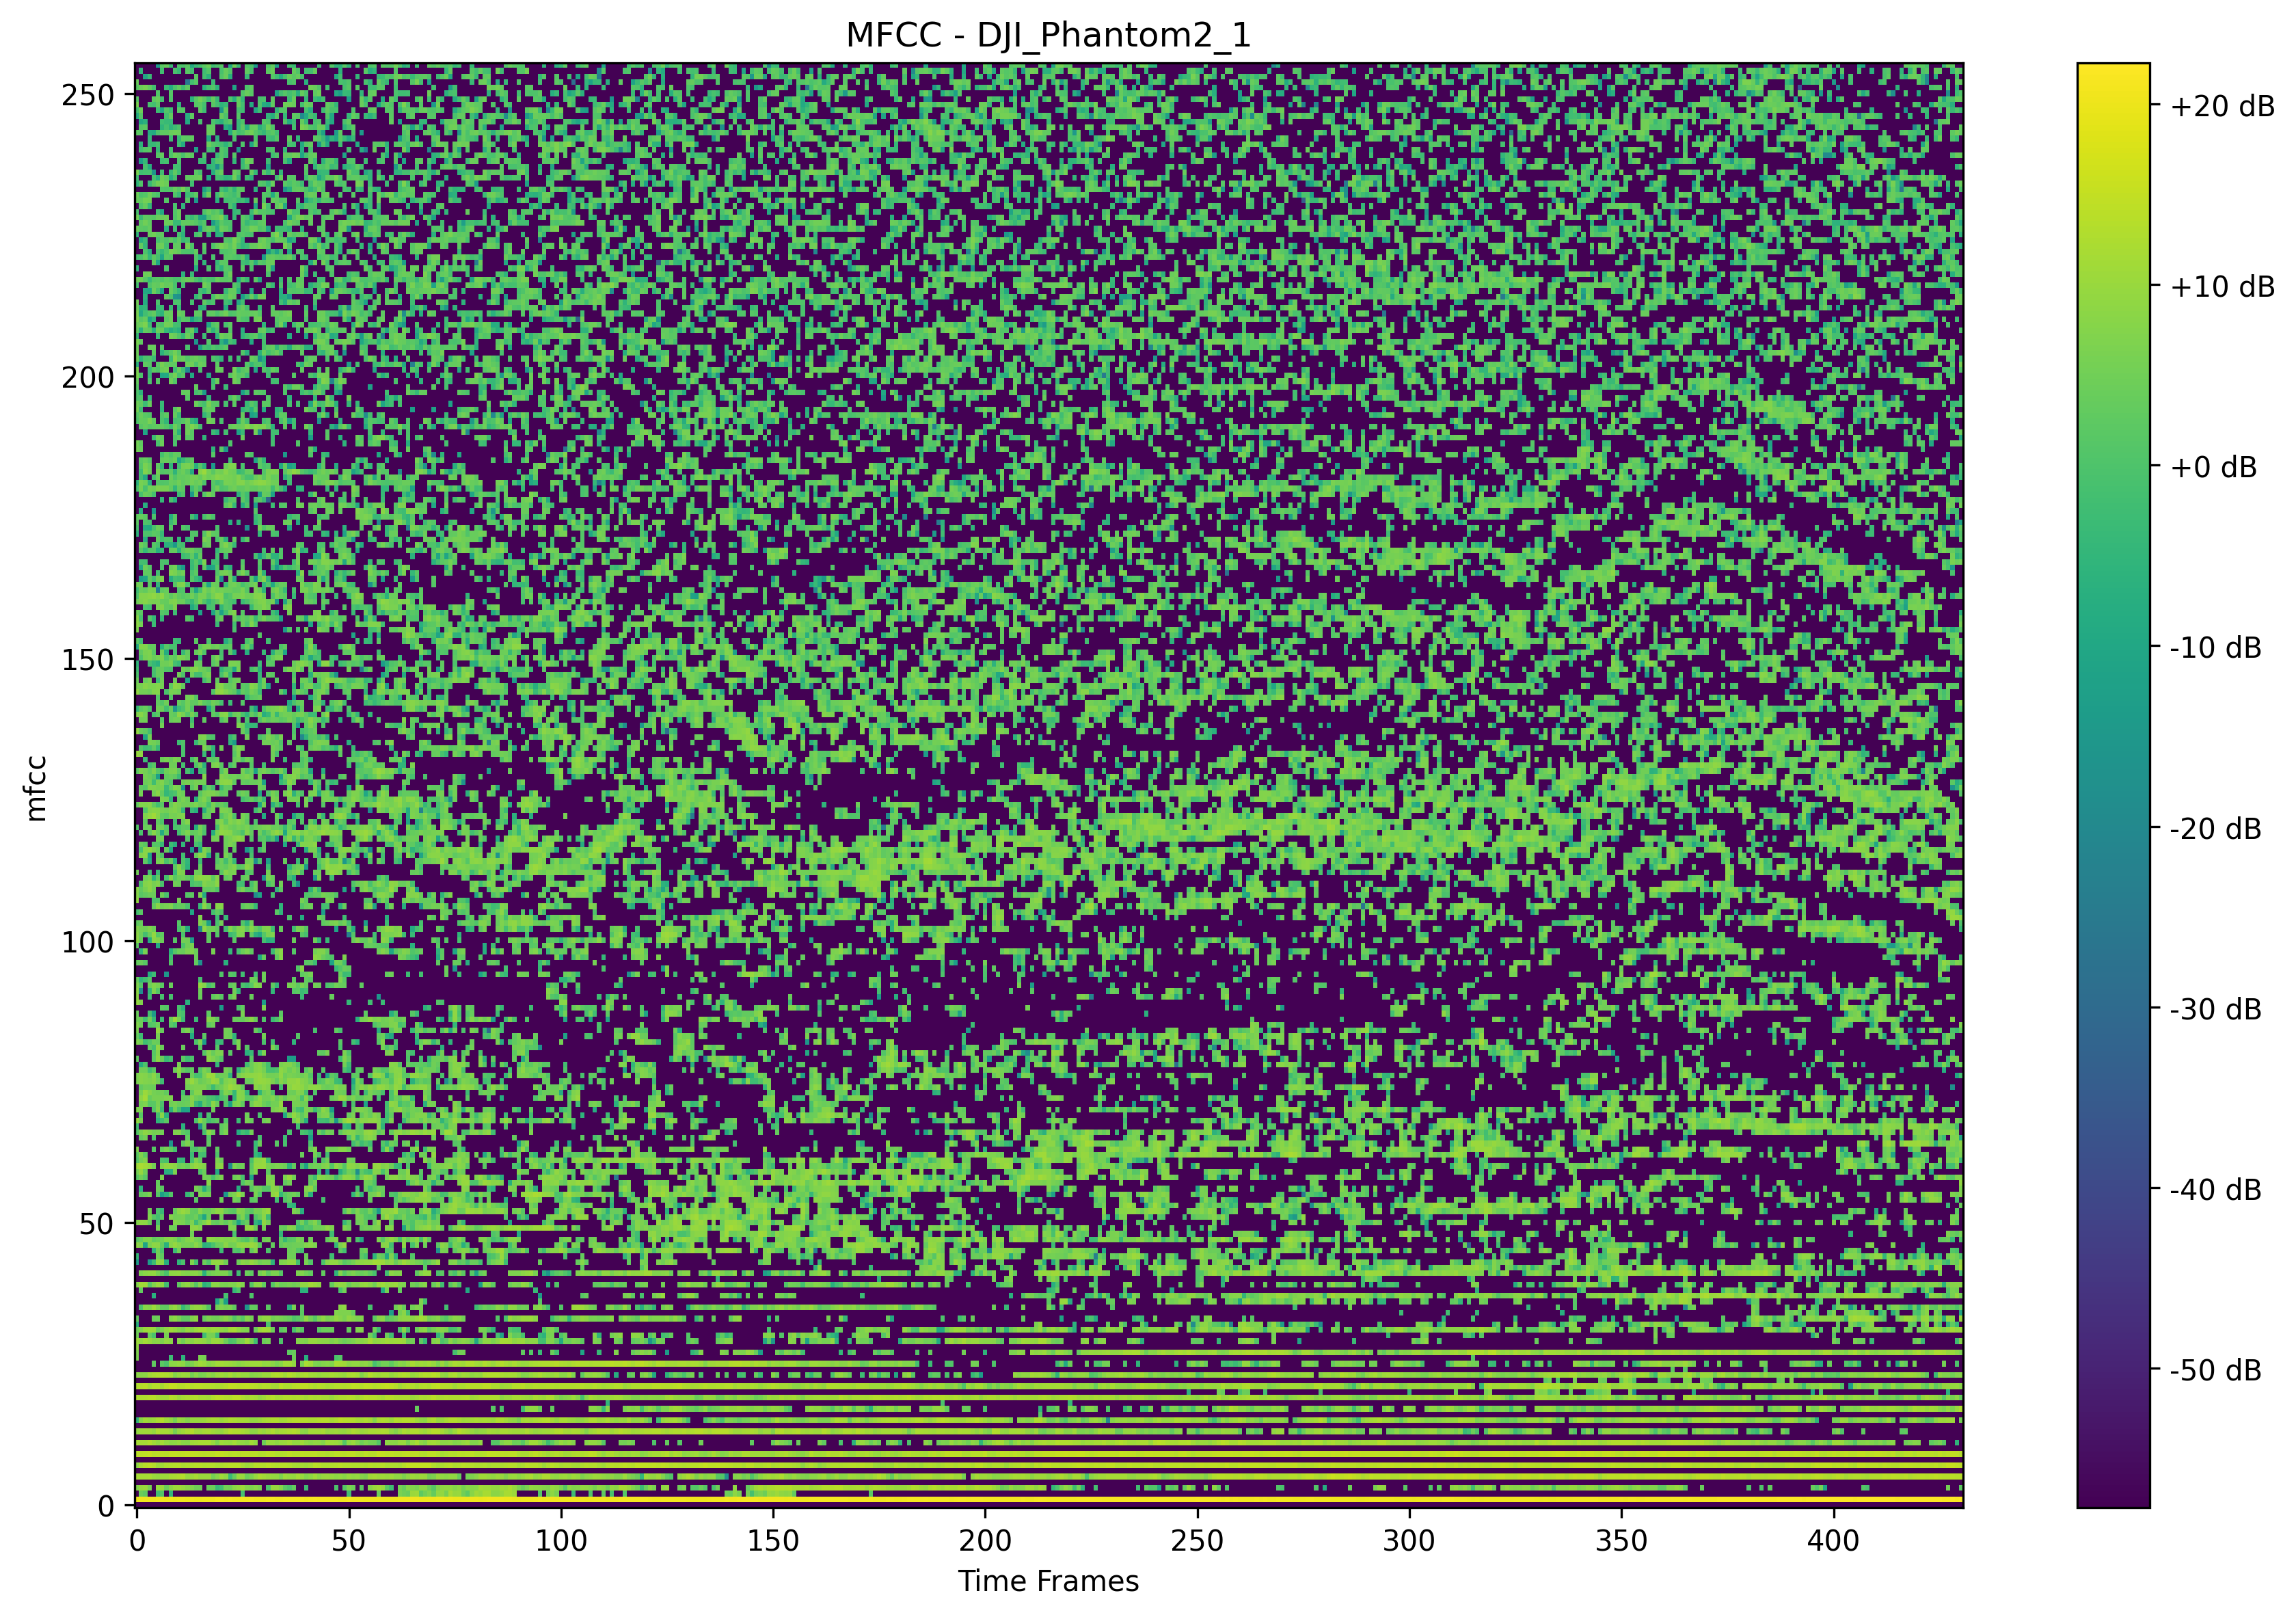 MFCC - DJI_Phantom2_1
250
200
150
100
50
0
mfcc
0 50 100 150 200 250 300 350 400
Time Frames
+20 dB
+10 dB
+0 dB
-10 dB
-20 dB
-30 dB
-40 dB
-50 dB